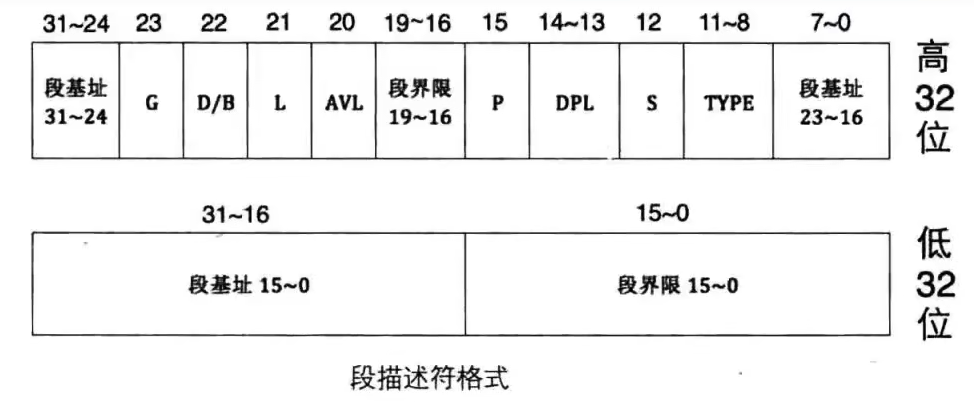 31~24 23 22 21 20 19~16 15 14~13 12 11~8 7~0
段基址 31~24
G
D/B
L
AVL
段界限 19~16
P
DPL
S
TYPE
段基址 23~16
高32位
31~16 15~0
段基址 15~0
段界限 15~0
低32位
段描述符格式